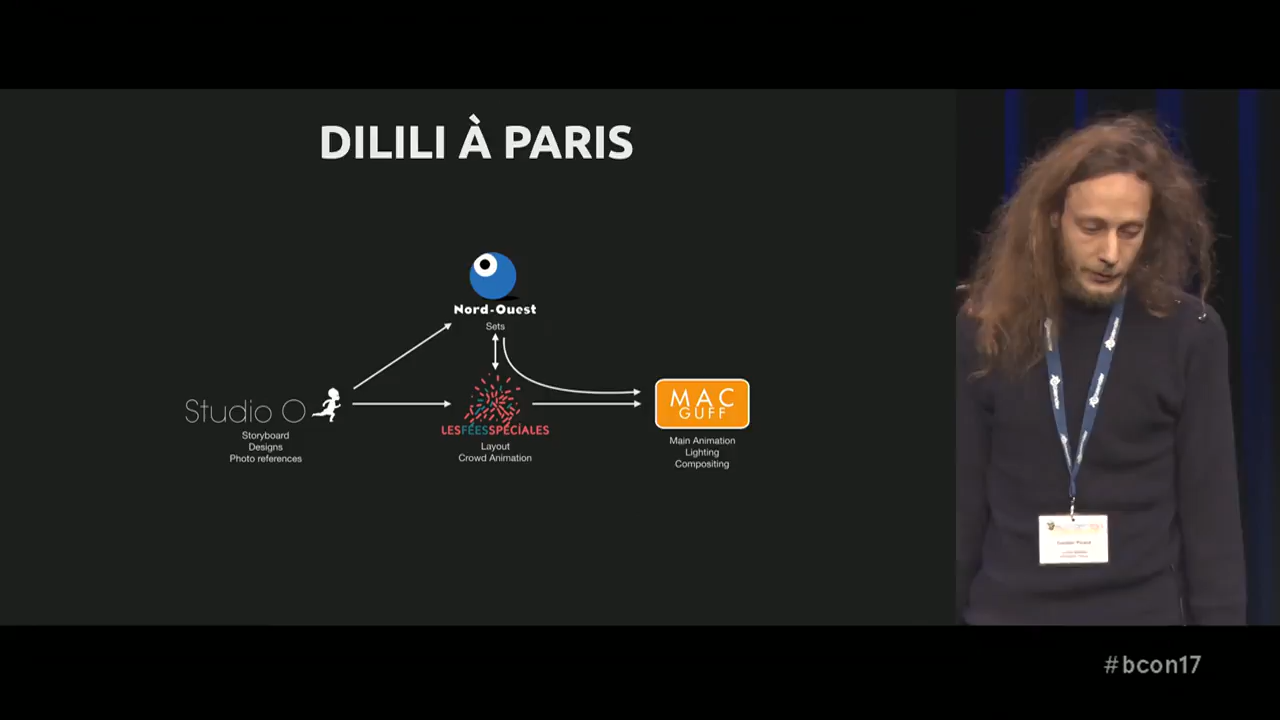 DILILI À PARIS
Nord-Ouest
Sets
Studio O
Storyboard
Designs
Photo references
LESFÉESSPÉCIALES
Layout
Crowd Animation
MAC
GUFF
Main Animation
Lighting
Compositing
#bcon17